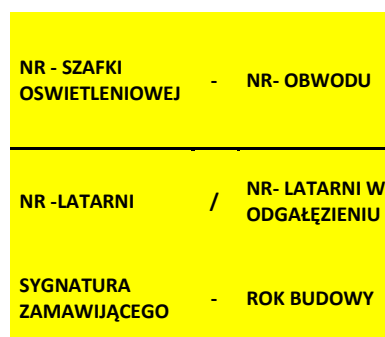 NR - SZAFKI
OSWIETLENIOWEJ - NR- OBWODU
NR -LATARNI / NR- LATARNI W
ODGAŁĘZIENIU
SYGNATURA
ZAMAWIJĄCEGO - ROK BUDOWY